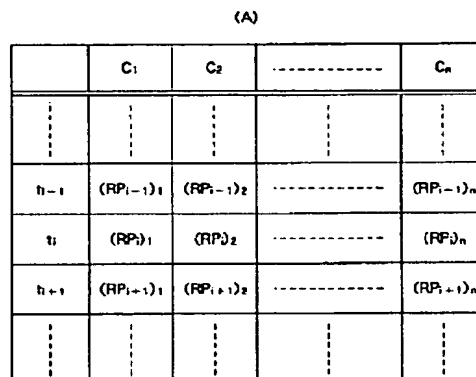 (A)
C₁ C₂ Cₙ
tᵢ₋₁ (RPᵢ₋₁)₁ (RPᵢ₋₁)₂ (RPᵢ₋₁)ₙ
tᵢ (RPᵢ)₁ (RPᵢ)₂ (RPᵢ)ₙ
tᵢ₊₁ (RPᵢ₊₁)₁ (RPᵢ₊₁)₂ (RPᵢ₊₁)ₙ